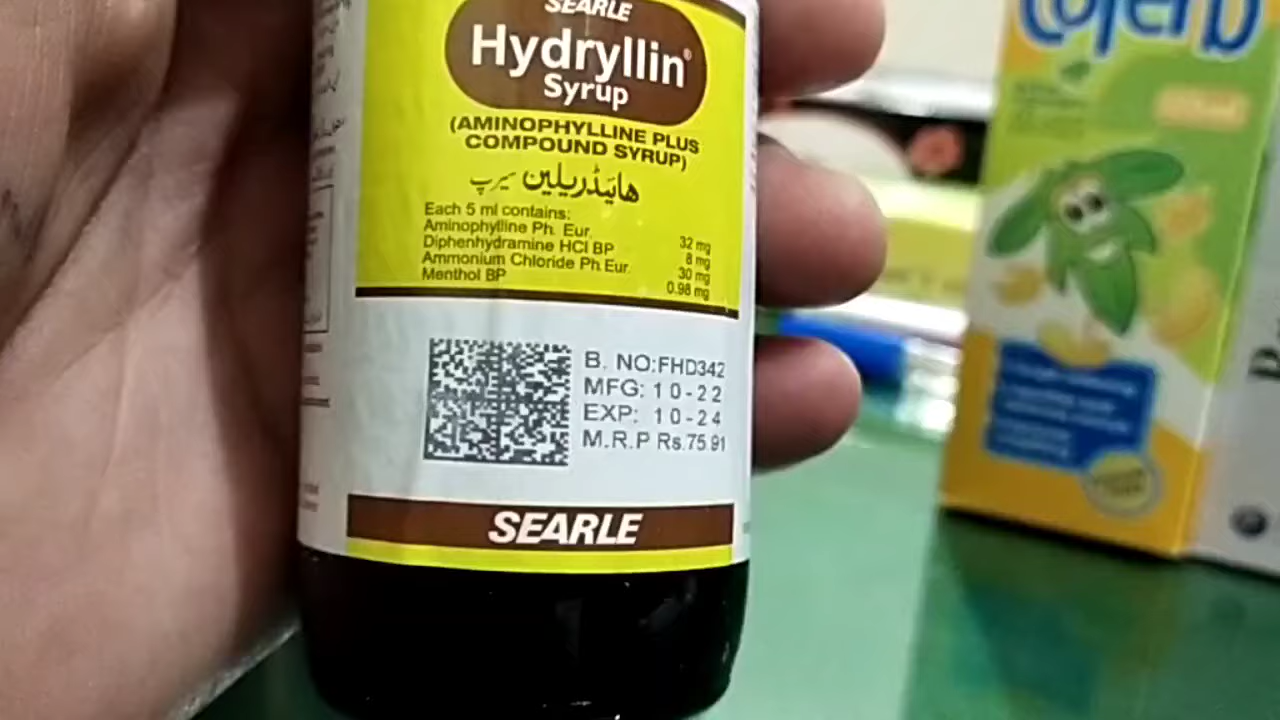 SEARLE
Hydryllin®
Syrup
(AMINOPHYLLINE PLUS
COMPOUND SYRUP)
ہائیڈریلین سیرپ
Each 5 ml contains:
Aminophylline Ph. Eur. 32 mg
Diphenhydramine HCl BP 8 mg
Ammonium Chloride Ph.Eur. 30 mg
Menthol BP 0.98 mg
B. NO:FHD342
MFG: 10-22
EXP: 10-24
M.R.P Rs.75.91
SEARLE